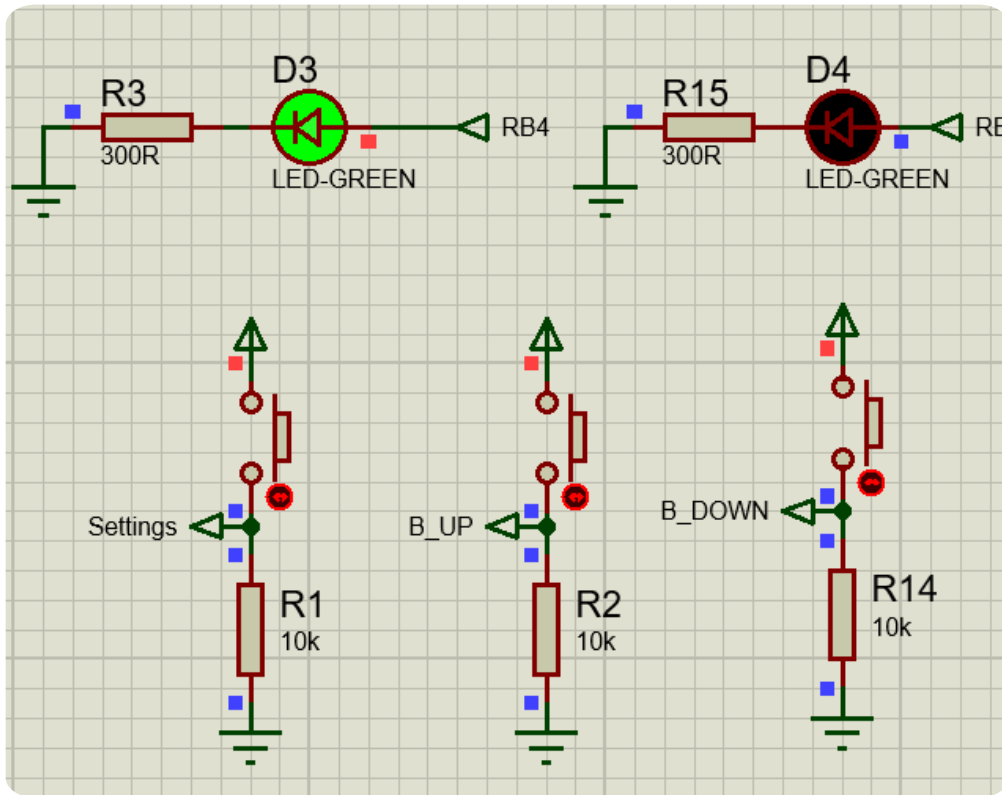 D3
R3
RB4
300R
LED-GREEN
D4
R15
300R
LED-GREEN
Settings
R1
10k
B_UP
R2
10k
B_DOWN
R14
10k